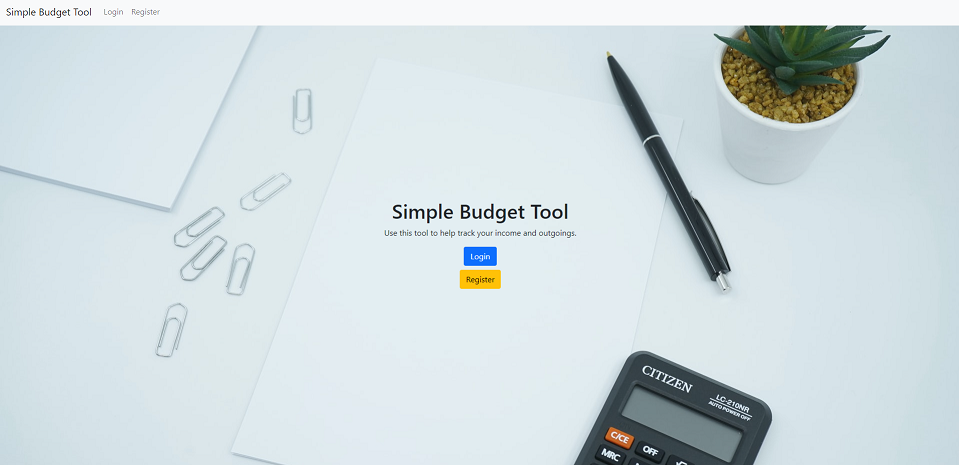 Simple Budget Tool
Login
Register
Simple Budget Tool
Use this tool to help track your income and outgoings.
Login
Register
CITIZEN
LC-210NR
AUTO POWER OFF
C/CE
OFF
MRC